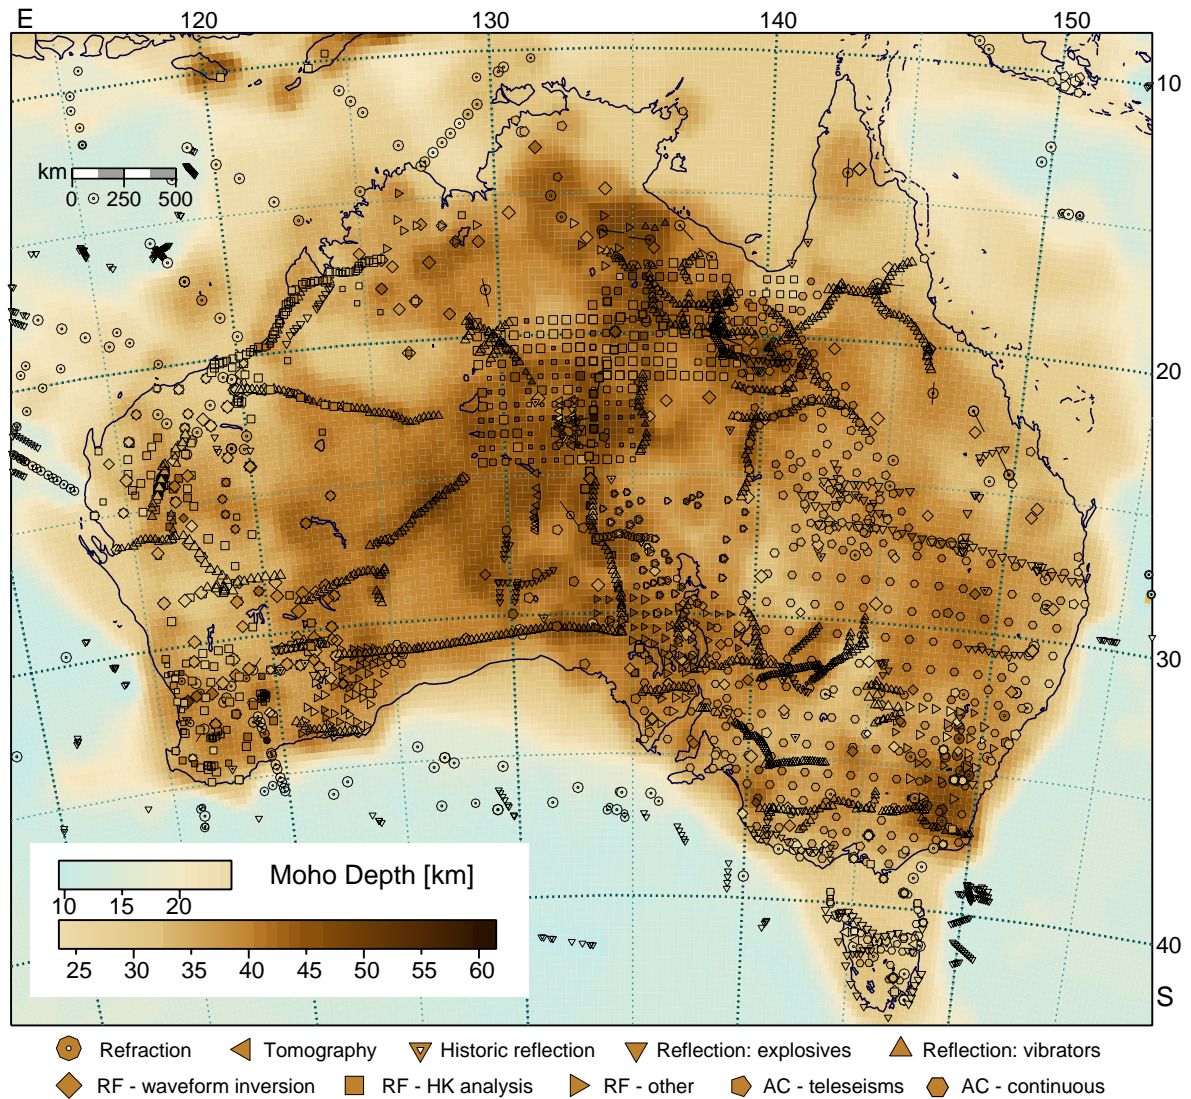 E
120 130 140 150
10
20
30
40
S
km
0 250 500
Moho Depth [km]
10 15 20
25 30 35 40 45 50 55 60
Refraction Tomography Historic reflection Reflection: explosives Reflection: vibrators
RF - waveform inversion RF - HK analysis RF - other AC - teleseisms AC - continuous